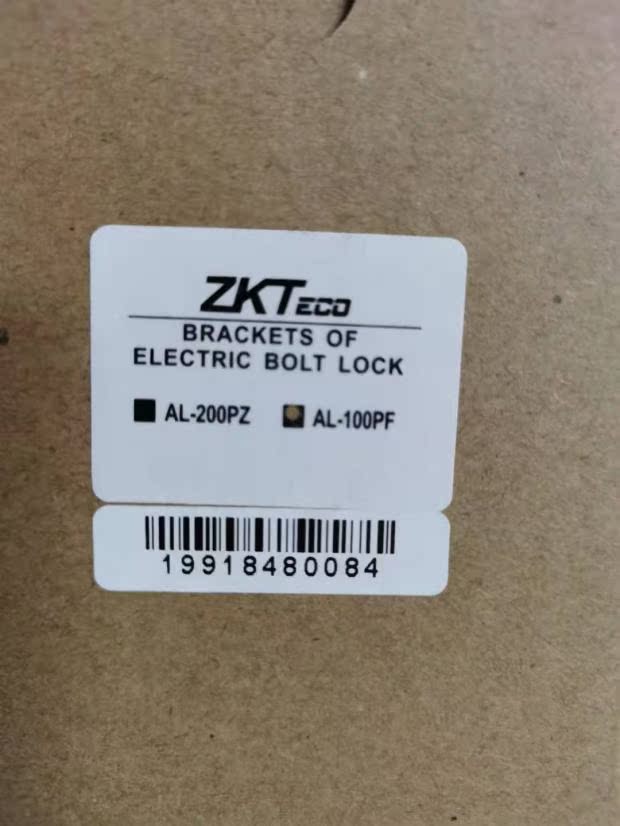 ZKTECO
BRACKETS OF
ELECTRIC BOLT LOCK
AL-200PZ AL-100PF
19918480084